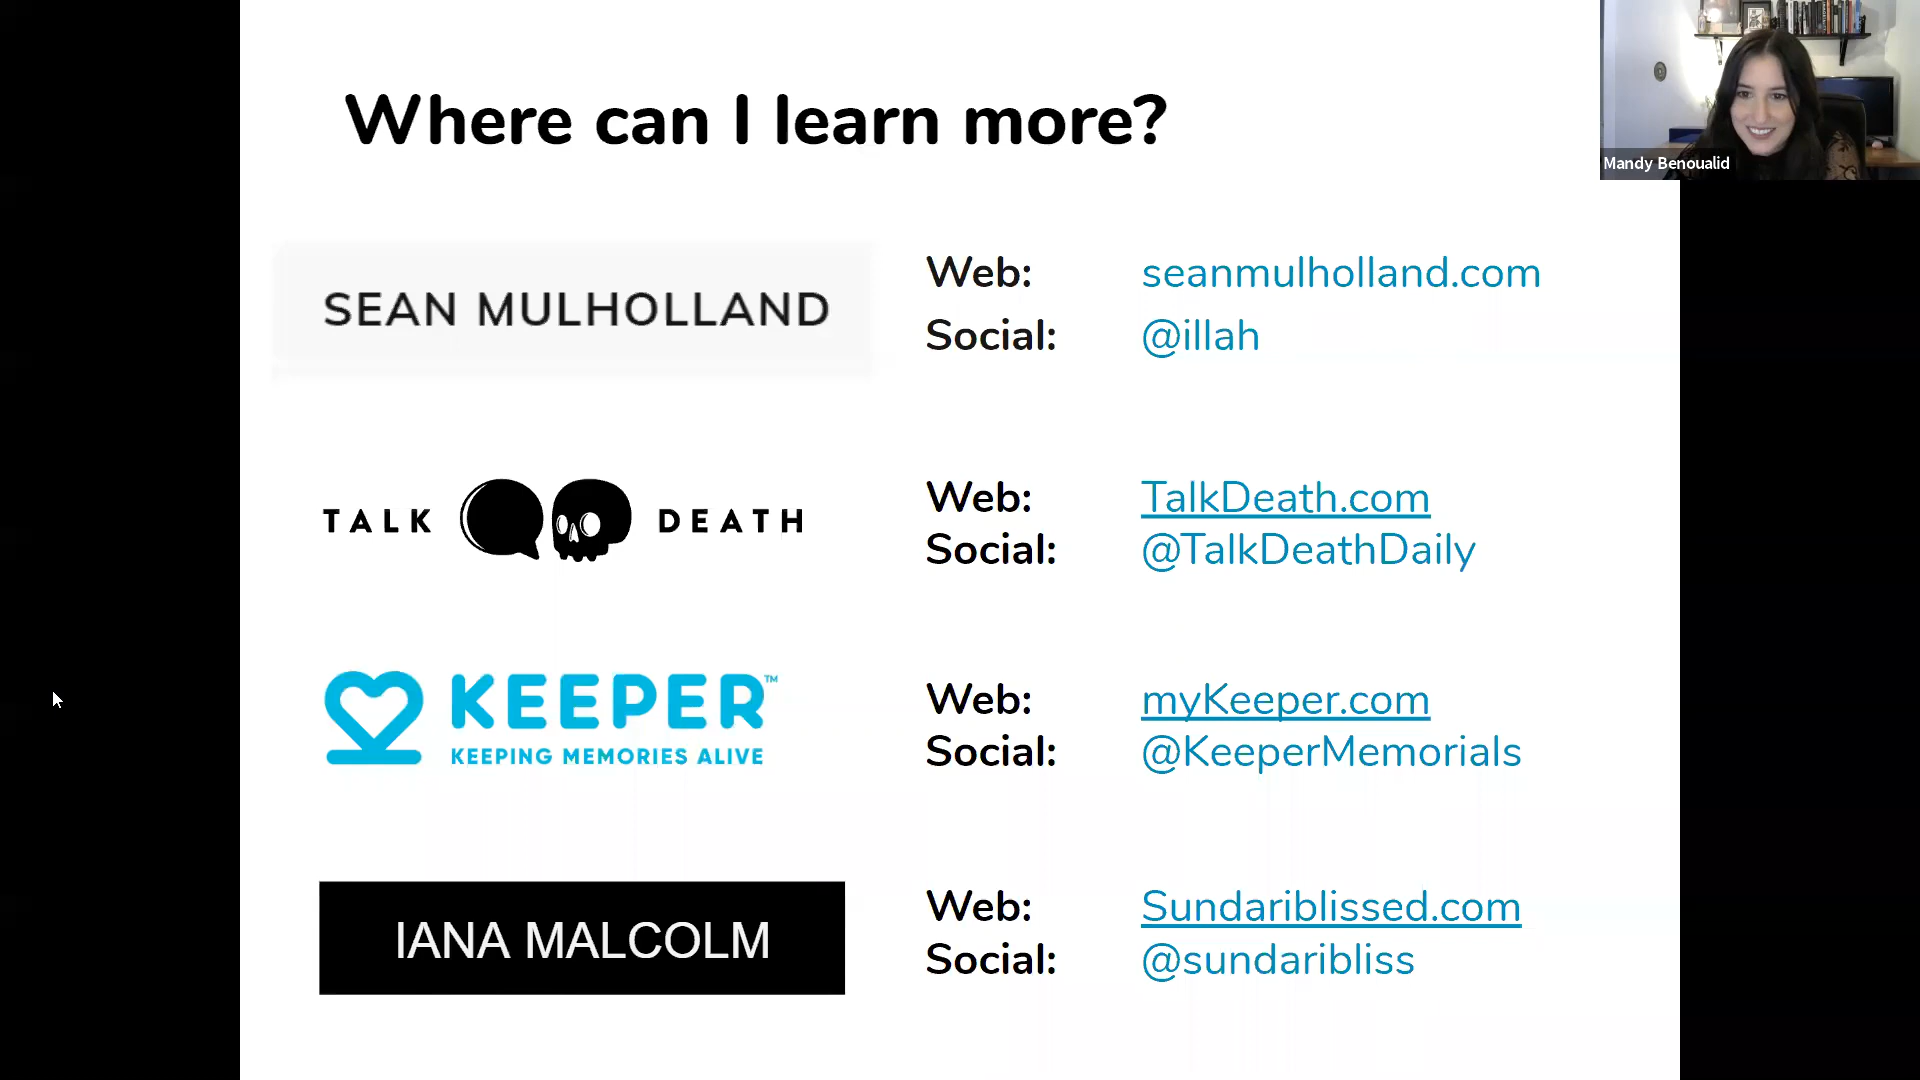 Where can I learn more?
Mandy Benoualid
SEAN MULHOLLAND
Web: seanmulholland.com
Social: @illah
TALK DEATH
Web: TalkDeath.com
Social: @TalkDeathDaily
KEEPER™
KEEPING MEMORIES ALIVE
Web: myKeeper.com
Social: @KeeperMemorials
IANA MALCOLM
Web: Sundariblissed.com
Social: @sundaribliss